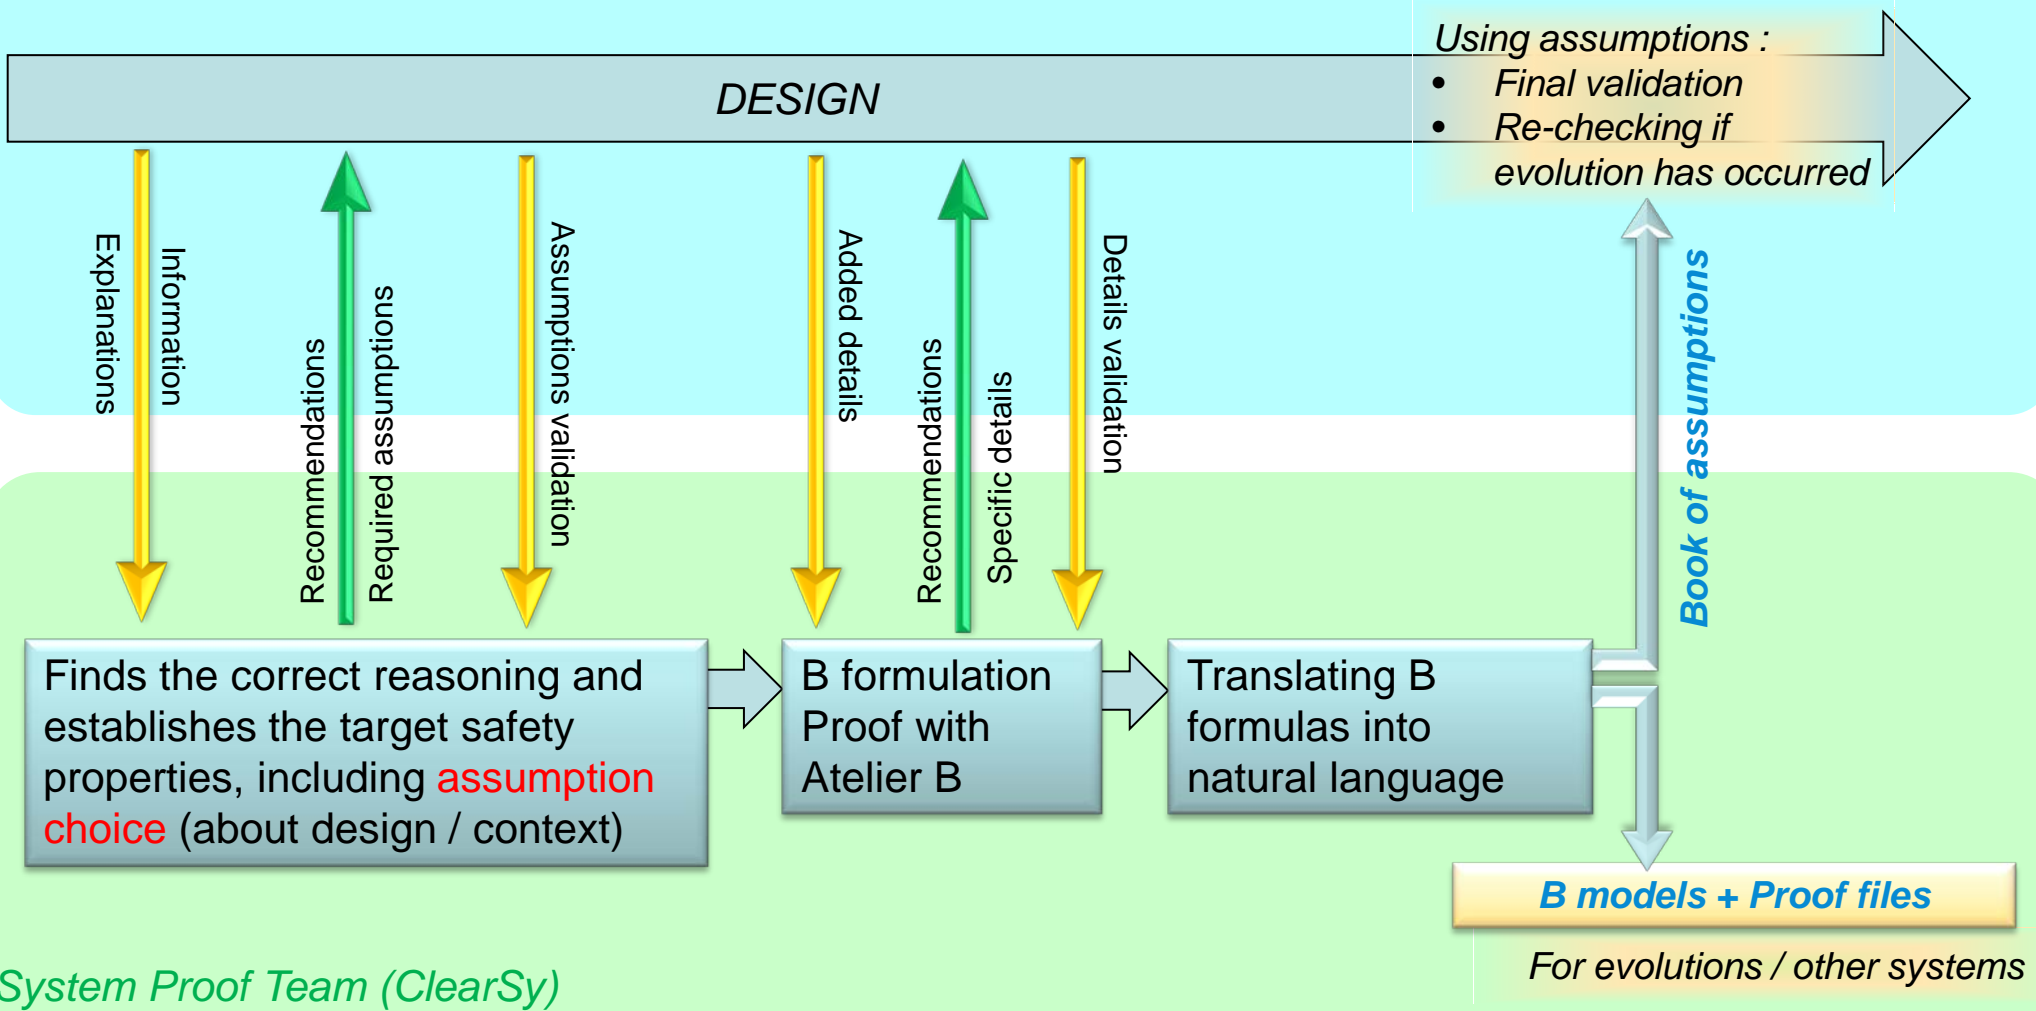 Using assumptions :
• Final validation
• Re-checking if
evolution has occurred
DESIGN
Explanations
Information
Recommendations
Required assumptions
Assumptions validation
Added details
Recommendations
Specific details
Details validation
Book of assumptions
Finds the correct reasoning and
establishes the target safety
properties, including assumption
choice (about design / context)
B formulation
Proof with
Atelier B
Translating B
formulas into
natural language
B models + Proof files
For evolutions / other systems
System Proof Team (ClearSy)